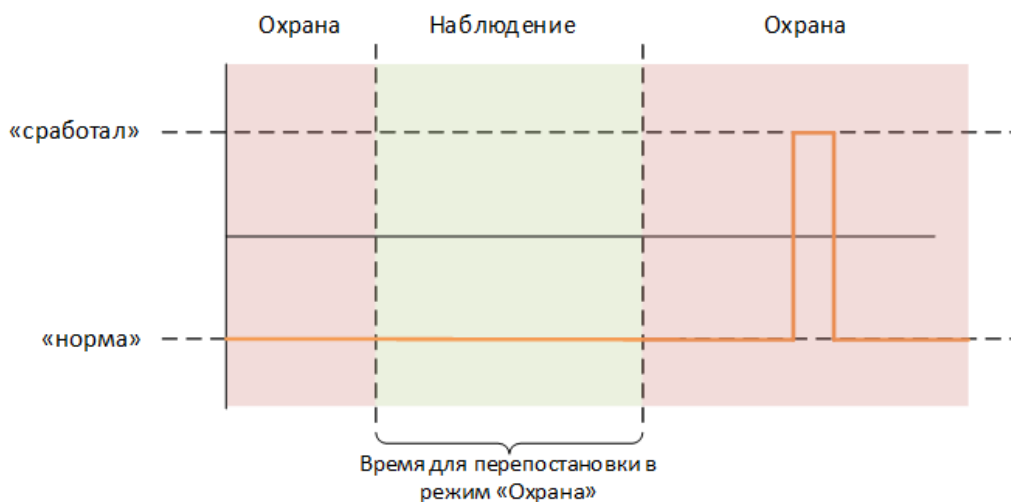 Охрана
Наблюдение
Охрана
«сработал»
«норма»
Время для перепостановки в
режим «Охрана»